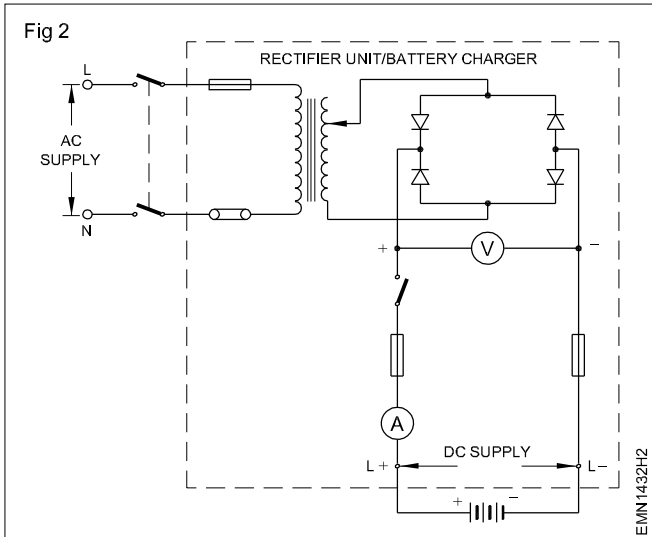 Fig 2
RECTIFIER UNIT/BATTERY CHARGER
L
AC
SUPPLY
N
+
V
-
A
DC SUPPLY
L +
L -
+
-
EMN1432H2